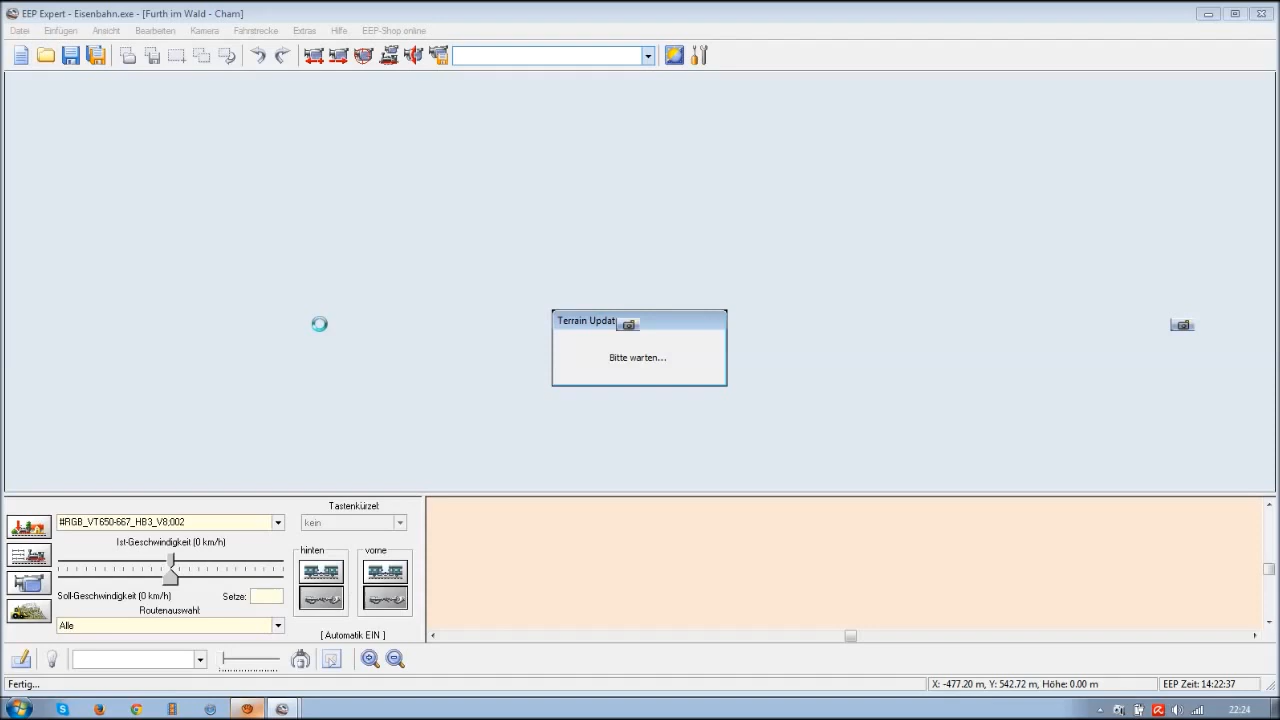 EEP Expert - Eisenbahn.exe - [Furth im Wald - Cham]
Datei Einfügen Ansicht Bearbeiten Kamera Fahrstrecke Extras Hilfe EEP-Shop online
Terrain Updat
Bitte warten...
Tastenkürzel:
#RGB_VT650-667_HB3_V8;002
kein
Ist-Geschwindigkeit (0 km/h)
hinten vorne
Soll-Geschwindigkeit (0 km/h) Setze:
Routenauswahl:
Alle
[ Automatik EIN ]
Fertig... X: -477.20 m, Y: 542.72 m, Höhe: 0.00 m EEP Zeit: 14:22:37
22:24